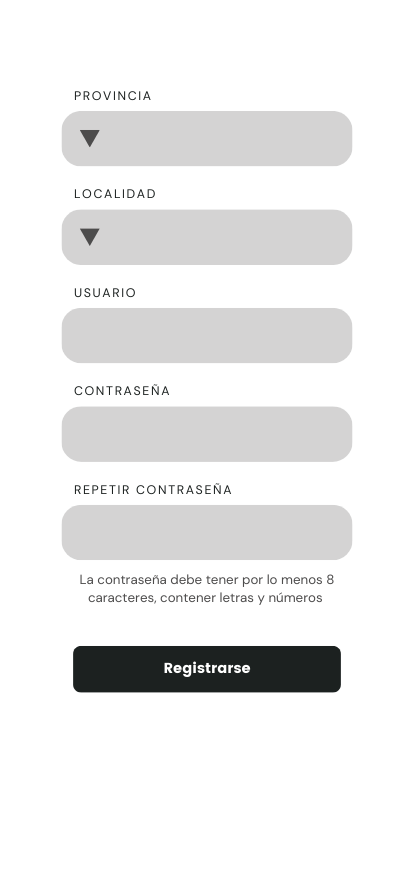 PROVINCIA
LOCALIDAD
USUARIO
CONTRASEÑA
REPETIR CONTRASEÑA
La contraseña debe tener por lo menos 8
caracteres, contener letras y números
Registrarse